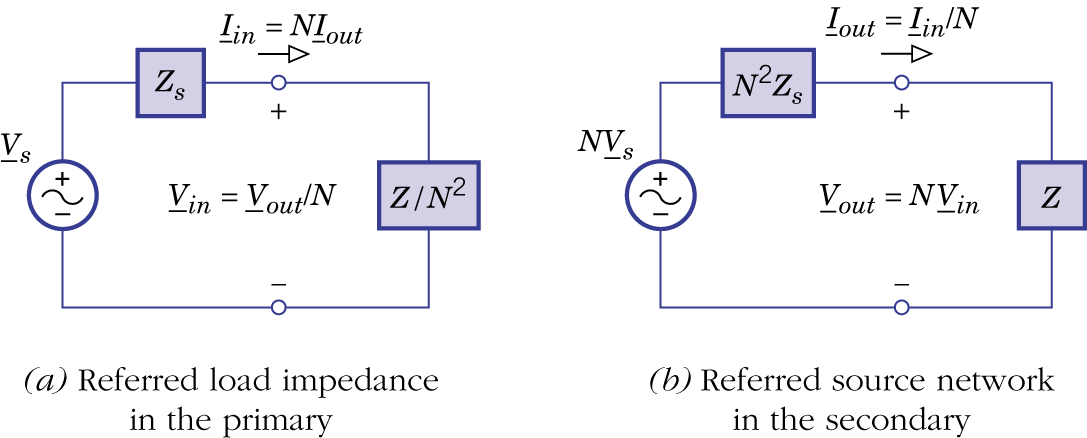 I_in = NI_out
Z_s
+
V_s
+
−
V_in = V_out/N
Z/N²
−
(a) Referred load impedance
in the primary
I_out = I_in/N
N²Z_s
+
NV_s
+
−
V_out = NV_in
Z
−
(b) Referred source network
in the secondary